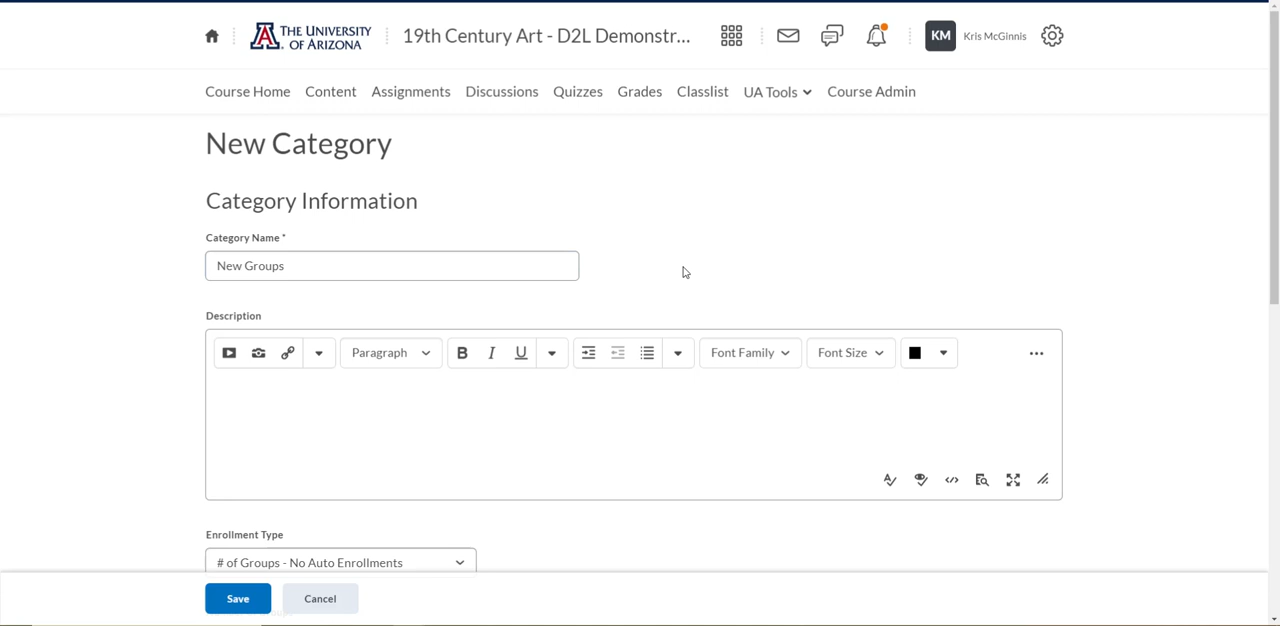 THE UNIVERSITY
OF ARIZONA
19th Century Art - D2L Demonstr...
KM
Kris McGinnis
Course Home
Content
Assignments
Discussions
Quizzes
Grades
Classlist
UA Tools
Course Admin
New Category
Category Information
Category Name *
New Groups
Description
Paragraph
B
I
U
Font Family
Font Size
Enrollment Type
# of Groups - No Auto Enrollments
Save
Cancel